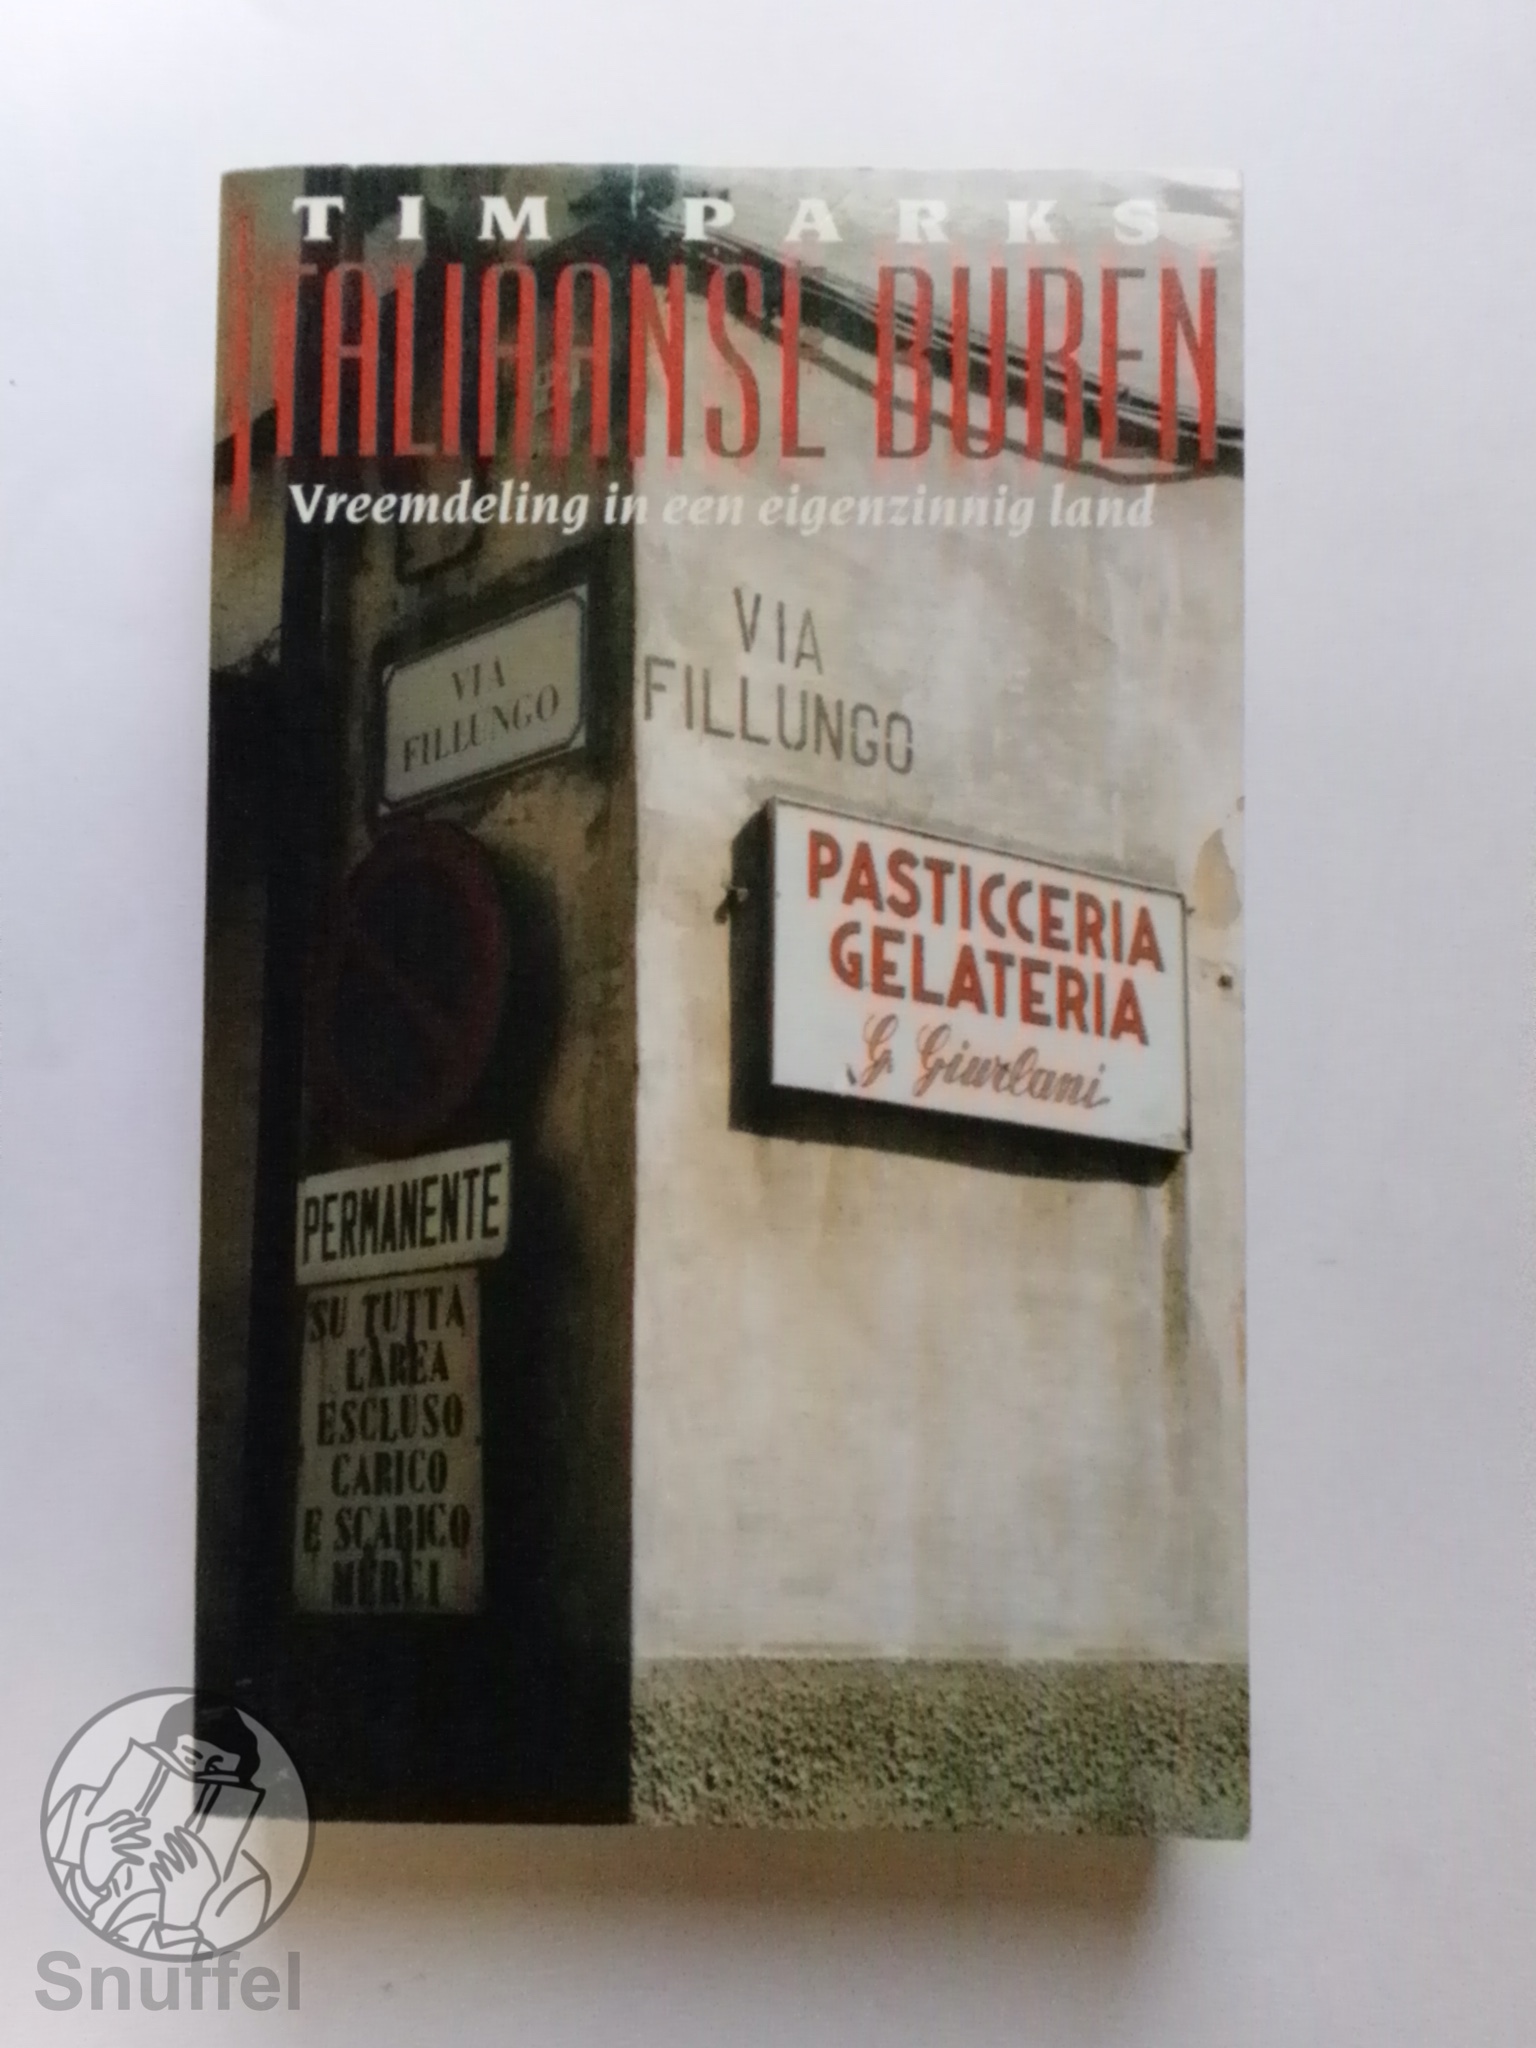 TIM PARKS
ITALIAANSE BUREN
Vreemdeling in een eigenzinnig land
VIA
FILLUNGO
VIA
FILLUNGO
PASTICCERIA
GELATERIA
G. Giurlani
PERMANENTE
SU TUTTA
L'AREA
ESCLUSO
CARICO
E SCARICO
MERCI
Snuffel